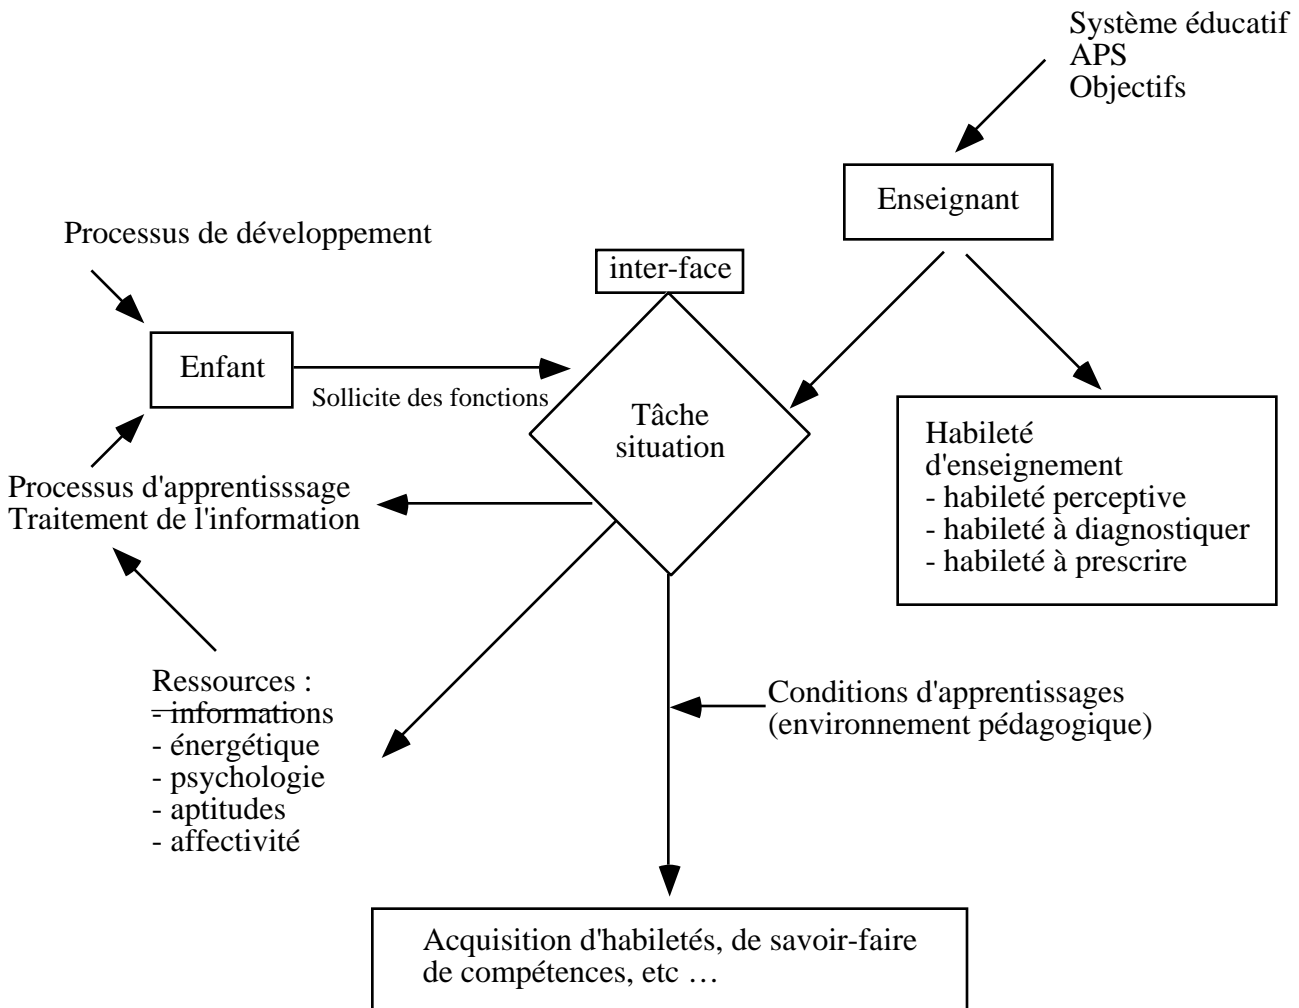 Système éducatif
APS
Objectifs
Enseignant
Processus de développement
inter-face
Enfant
Sollicite des fonctions
Tâche
situation
Habileté
d'enseignement
- habileté perceptive
- habileté à diagnostiquer
- habileté à prescrire
Processus d'apprentisssage
Traitement de l'information
Ressources :
- informations
- énergétique
- psychologie
- aptitudes
- affectivité
Conditions d'apprentissages
(environnement pédagogique)
Acquisition d'habiletés, de savoir-faire
de compétences, etc …